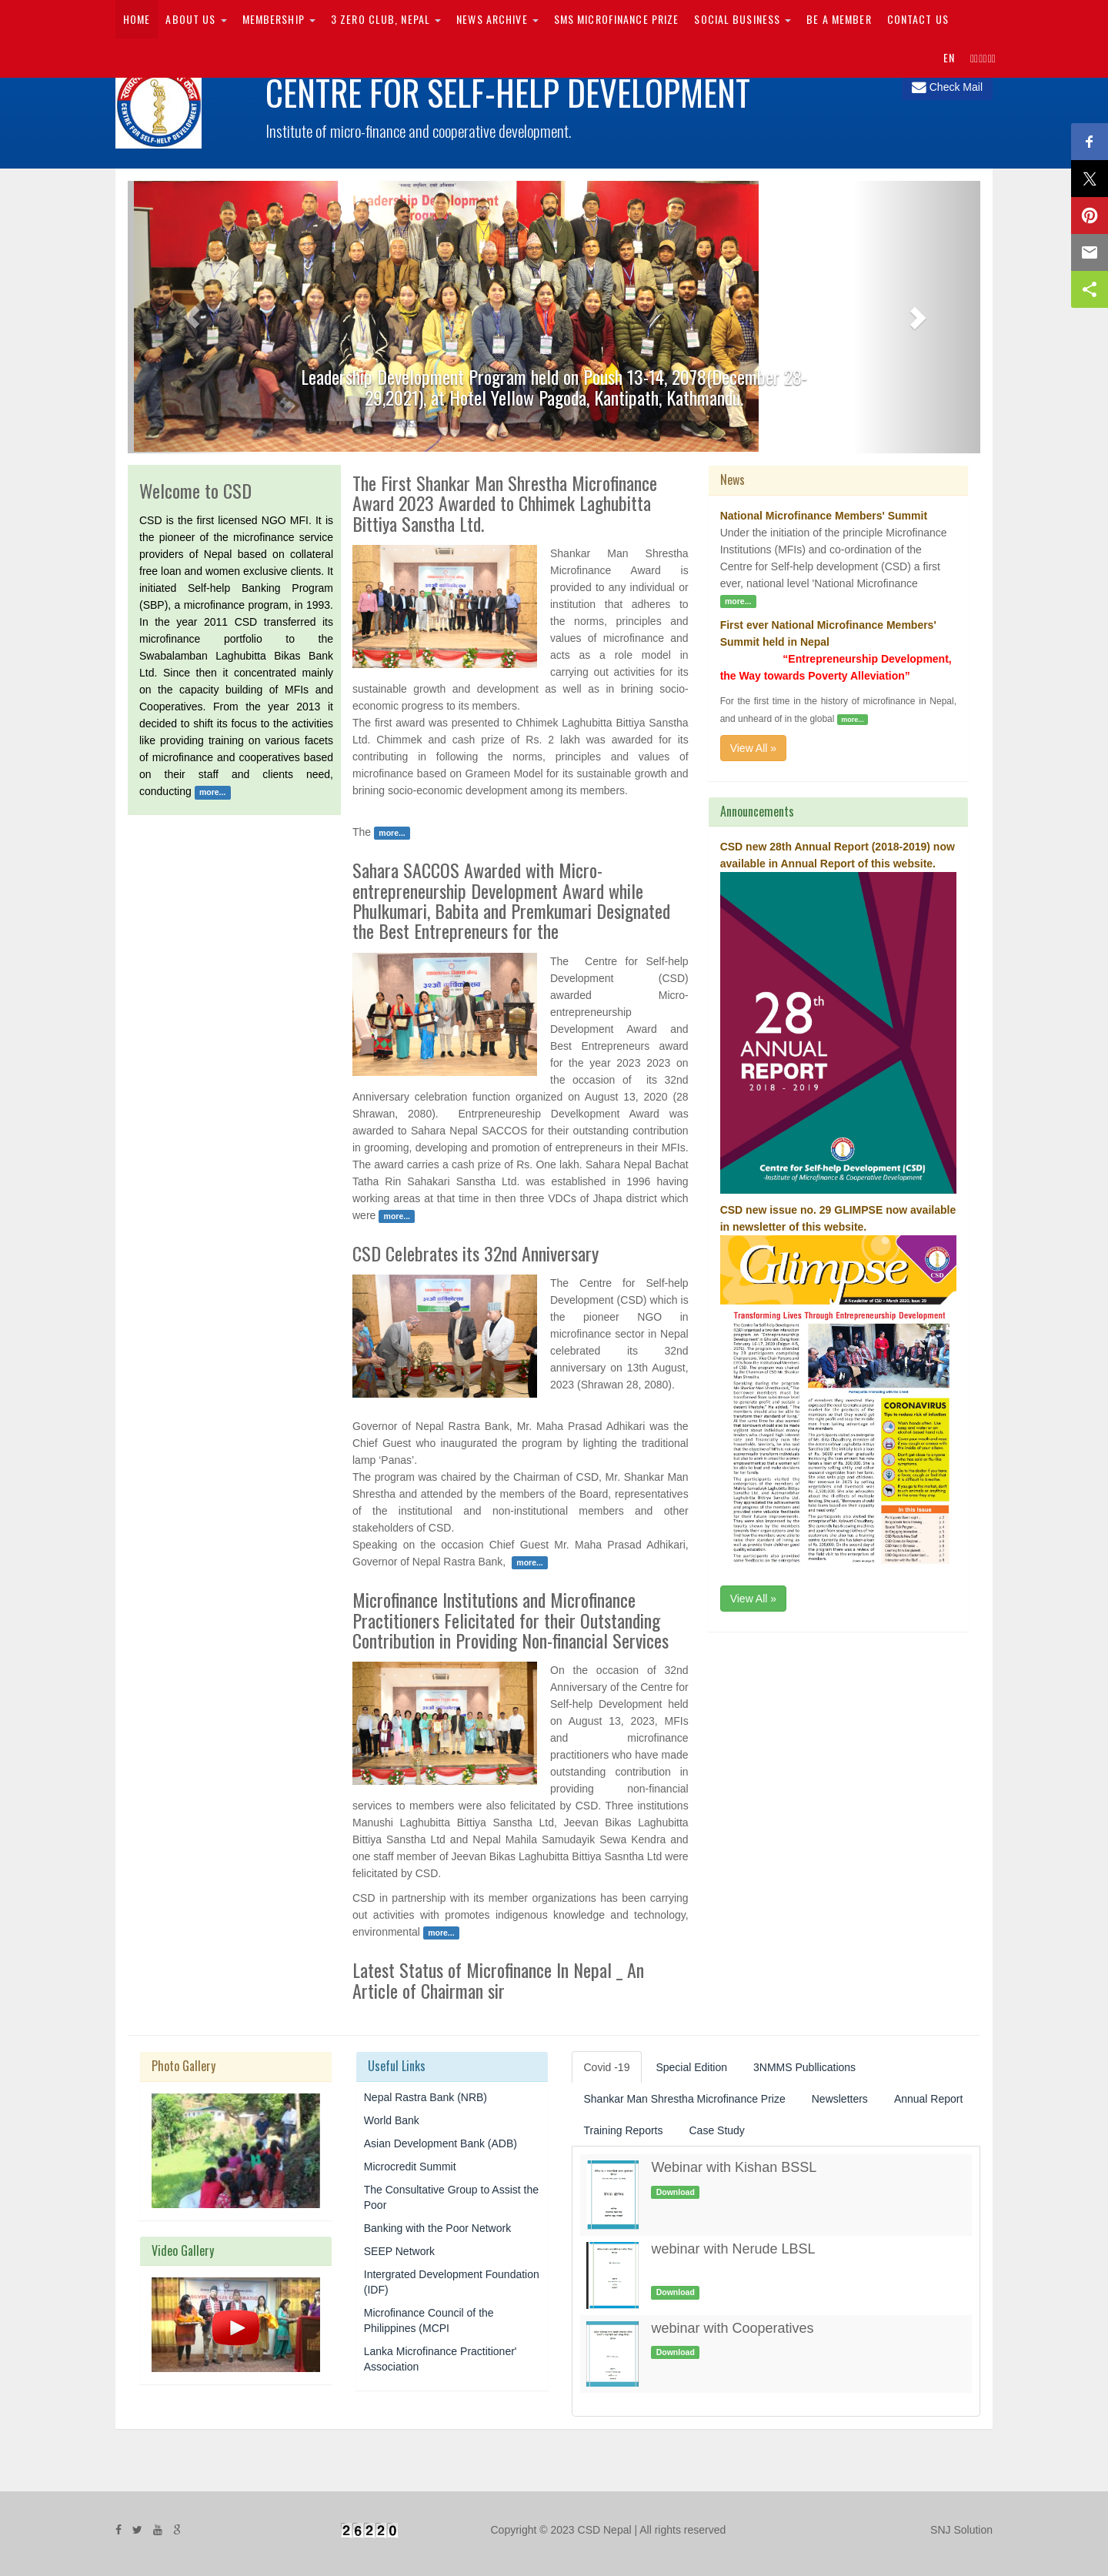 HOME ABOUT US MEMBERSHIP 3 ZERO CLUB, NEPAL NEWS ARCHIVE SMS MICROFINANCE PRIZE SOCIAL BUSINESS BE A MEMBER CONTACT US
EN
CENTRE FOR SELF-HELP DEVELOPMENT
Institute of micro-finance and cooperative development.
Check Mail
CENTRE FOR SELF-HELP DEVELOPMENT
Leadership Development
Program
Leadership Development Program held on Poush 13-14, 2078(December 28-
29,2021), at Hotel Yellow Pagoda, Kantipath, Kathmandu.
Welcome to CSD
CSD is the first licensed NGO MFI. It is
the pioneer of the microfinance service
providers of Nepal based on collateral
free loan and women exclusive clients. It
initiated Self-help Banking Program
(SBP), a microfinance program, in 1993.
In the year 2011 CSD transferred its
microfinance portfolio to the
Swabalamban Laghubitta Bikas Bank
Ltd. Since then it concentrated mainly
on the capacity building of MFIs and
Cooperatives. From the year 2013 it
decided to shift its focus to the activities
like providing training on various facets
of microfinance and cooperatives based
on their staff and clients need,
conducting more...
The First Shankar Man Shrestha Microfinance
Award 2023 Awarded to Chhimek Laghubitta
Bittiya Sanstha Ltd.
Shankar Man Shrestha
Microfinance Award is
provided to any individual or
institution that adheres to
the norms, principles and
values of microfinance and
acts as a role model in
carrying out activities for its
sustainable growth and development as well as in brining socio-
economic progress to its members.
The first award was presented to Chhimek Laghubitta Bittiya Sanstha
Ltd. Chimmek and cash prize of Rs. 2 lakh was awarded for its
contributing in following the norms, principles and values of
microfinance based on Grameen Model for its sustainable growth and
brining socio-economic development among its members.
The more...
Sahara SACCOS Awarded with Micro-
entrepreneurship Development Award while
Phulkumari, Babita and Premkumari Designated
the Best Entrepreneurs for the
The Centre for Self-help
Development (CSD)
awarded Micro-
entrepreneurship
Development Award and
Best Entrepreneurs award
for the year 2023 2023 on
the occasion of its 32nd
Anniversary celebration function organized on August 13, 2020 (28
Shrawan, 2080). Entrpreneureship Develkopment Award was
awarded to Sahara Nepal SACCOS for their outstanding contribution
in grooming, developing and promotion of entrepreneurs in their MFIs.
The award carries a cash prize of Rs. One lakh. Sahara Nepal Bachat
Tatha Rin Sahakari Sanstha Ltd. was established in 1996 having
working areas at that time in then three VDCs of Jhapa district which
were more...
CSD Celebrates its 32nd Anniversary
The Centre for Self-help
Development (CSD) which is
the pioneer NGO in
microfinance sector in Nepal
celebrated its 32nd
anniversary on 13th August,
2023 (Shrawan 28, 2080).
Governor of Nepal Rastra Bank, Mr. Maha Prasad Adhikari was the
Chief Guest who inaugurated the program by lighting the traditional
lamp ‘Panas’.
The program was chaired by the Chairman of CSD, Mr. Shankar Man
Shrestha and attended by the members of the Board, representatives
of the institutional and non-institutional members and other
stakeholders of CSD.
Speaking on the occasion Chief Guest Mr. Maha Prasad Adhikari,
Governor of Nepal Rastra Bank, more...
Microfinance Institutions and Microfinance
Practitioners Felicitated for their Outstanding
Contribution in Providing Non-financial Services
On the occasion of 32nd
Anniversary of the Centre for
Self-help Development held
on August 13, 2023, MFIs
and microfinance
practitioners who have made
outstanding contribution in
providing non-financial
services to members were also felicitated by CSD. Three institutions
Manushi Laghubitta Bittiya Sanstha Ltd, Jeevan Bikas Laghubitta
Bittiya Sanstha Ltd and Nepal Mahila Samudayik Sewa Kendra and
one staff member of Jeevan Bikas Laghubitta Bittiya Sasntha Ltd were
felicitated by CSD.
CSD in partnership with its member organizations has been carrying
out activities with promotes indigenous knowledge and technology,
environmental more...
Latest Status of Microfinance In Nepal _ An
Article of Chairman sir
News
National Microfinance Members' Summit
Under the initiation of the principle Microfinance
Institutions (MFIs) and co-ordination of the
Centre for Self-help development (CSD) a first
ever, national level 'National Microfinance
more...
First ever National Microfinance Members'
Summit held in Nepal
“Entrepreneurship Development,
the Way towards Poverty Alleviation”
For the first time in the history of microfinance in Nepal,
and unheard of in the global more...
View All »
Announcements
CSD new 28th Annual Report (2018-2019) now
available in Annual Report of this website.
28th
ANNUAL
REPORT
2018 - 2019
Centre for Self-help Development (CSD)
-Institute of Microfinance & Cooperative Development
CSD new issue no. 29 GLIMPSE now available
in newsletter of this website.
Glimpse
CSD
Transforming Lives Through Entrepreneurship Development
CORONAVIRUS
In this issue
View All »
Photo Gallery
Video Gallery
Useful Links
Nepal Rastra Bank (NRB)
World Bank
Asian Development Bank (ADB)
Microcredit Summit
The Consultative Group to Assist the
Poor
Banking with the Poor Network
SEEP Network
Intergrated Development Foundation
(IDF)
Microfinance Council of the
Philippines (MCPI
Lanka Microfinance Practitioner'
Association
Covid -19 Special Edition 3NMMS Publlications
Shankar Man Shrestha Microfinance Prize Newsletters Annual Report
Training Reports Case Study
Webinar with Kishan BSSL
Download
webinar with Nerude LBSL
Download
webinar with Cooperatives
Download
26220
Copyright © 2023 CSD Nepal | All rights reserved
SNJ Solution